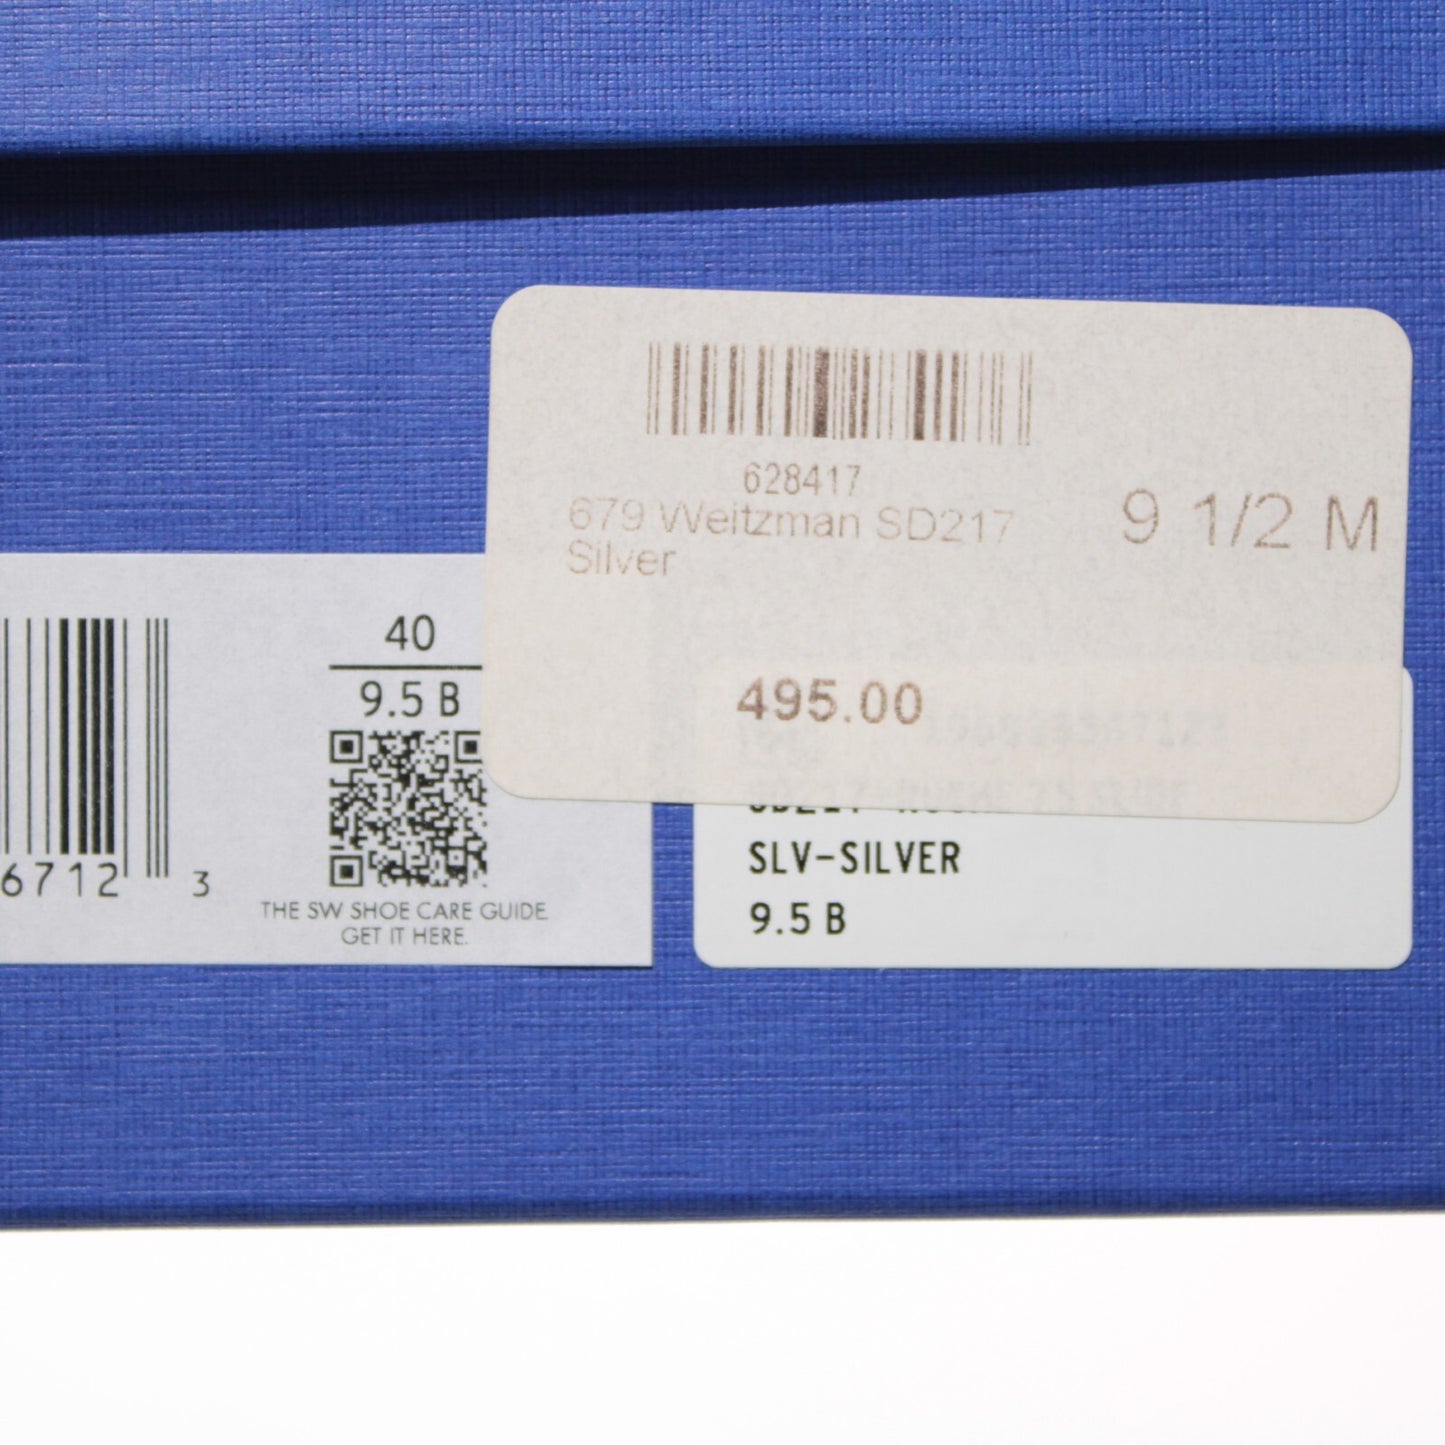 628417
679 Weitzman SD217
Silver
9 1/2 M
495.00
40
9.5 B
6712 3
THE SW SHOE CARE GUIDE.
GET IT HERE.
SLV-SILVER
9.5 B